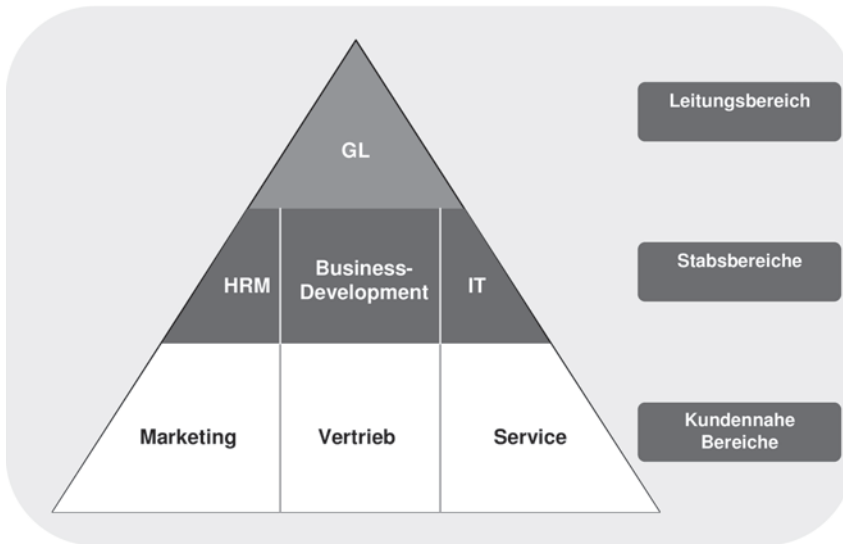 GL
Leitungsbereich
HRM
Business-
Development
IT
Stabsbereiche
Marketing
Vertrieb
Service
Kundennahe
Bereiche